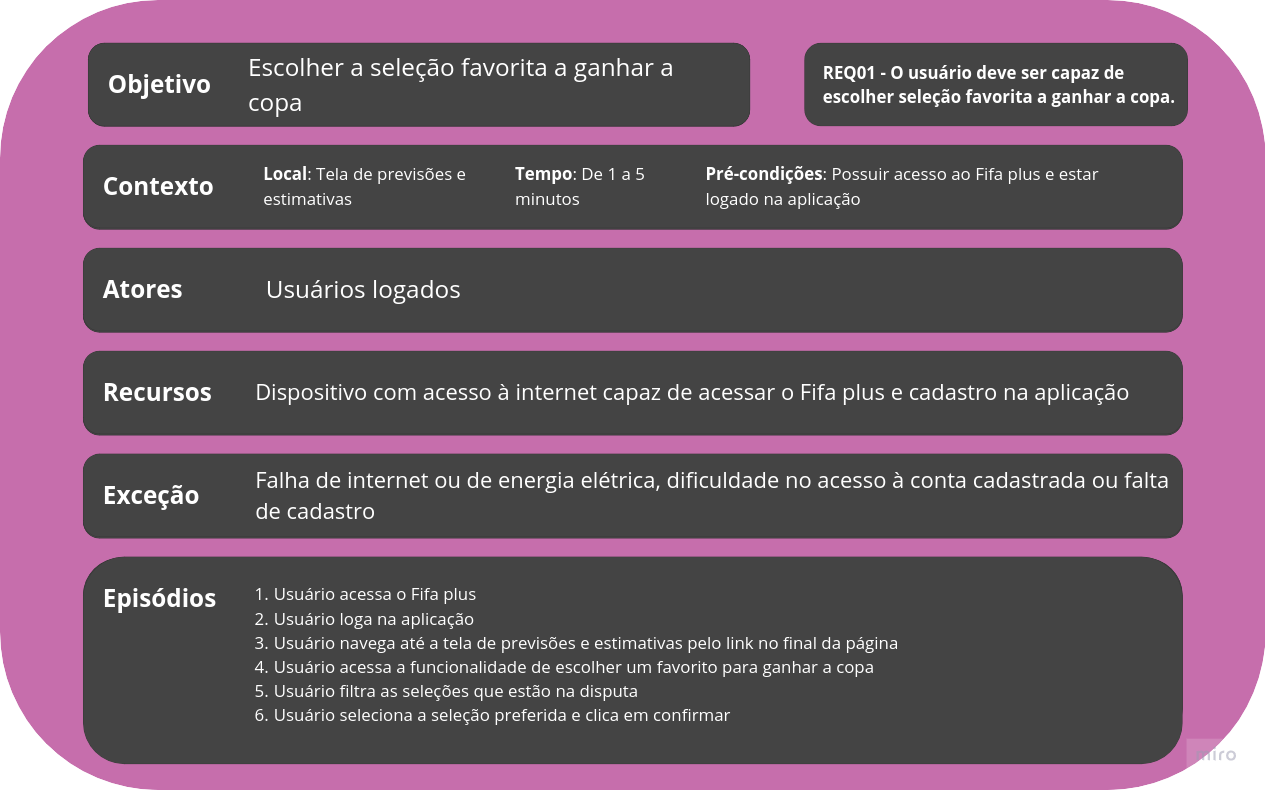 Objetivo
Escolher a seleção favorita a ganhar a
copa
REQ01 - O usuário deve ser capaz de
escolher seleção favorita a ganhar a copa.
Contexto
Local: Tela de previsões e
estimativas
Tempo: De 1 a 5
minutos
Pré-condições: Possuir acesso ao Fifa plus e estar
logado na aplicação
Atores
Usuários logados
Recursos
Dispositivo com acesso à internet capaz de acessar o Fifa plus e cadastro na aplicação
Exceção
Falha de internet ou de energia elétrica, dificuldade no acesso à conta cadastrada ou falta
de cadastro
Episódios
1. Usuário acessa o Fifa plus
2. Usuário loga na aplicação
3. Usuário navega até a tela de previsões e estimativas pelo link no final da página
4. Usuário acessa a funcionalidade de escolher um favorito para ganhar a copa
5. Usuário filtra as seleções que estão na disputa
6. Usuário seleciona a seleção preferida e clica em confirmar
miro